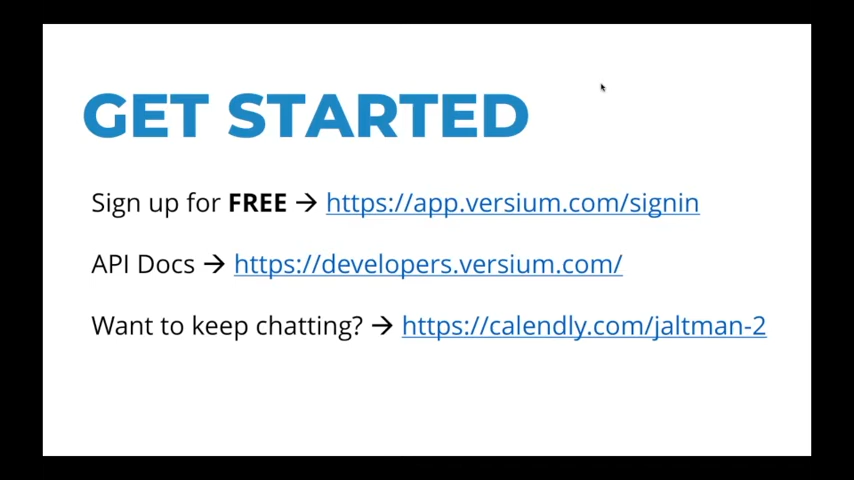 GET STARTED
Sign up for FREE → https://app.versium.com/signin
API Docs → https://developers.versium.com/
Want to keep chatting? → https://calendly.com/jaltman-2